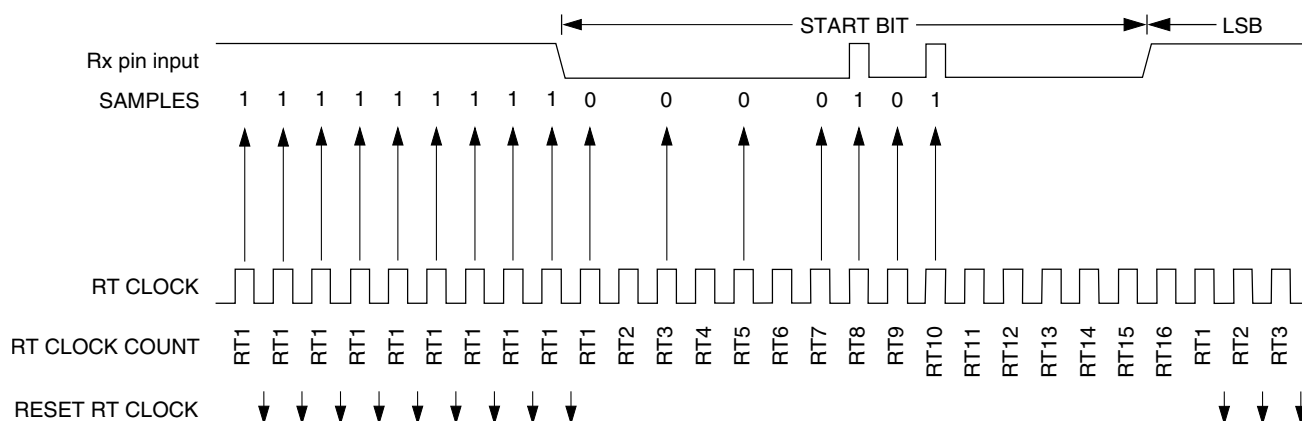 START BIT LSB
Rx pin input
SAMPLES 1 1 1 1 1 1 1 1 1 0 0 0 0 1 0 1
RT CLOCK
RT CLOCK COUNT RT1 RT1 RT1 RT1 RT1 RT1 RT1 RT1 RT1 RT1 RT2 RT3 RT4 RT5 RT6 RT7 RT8 RT9 RT10 RT11 RT12 RT13 RT14 RT15 RT16 RT1 RT2 RT3
RESET RT CLOCK